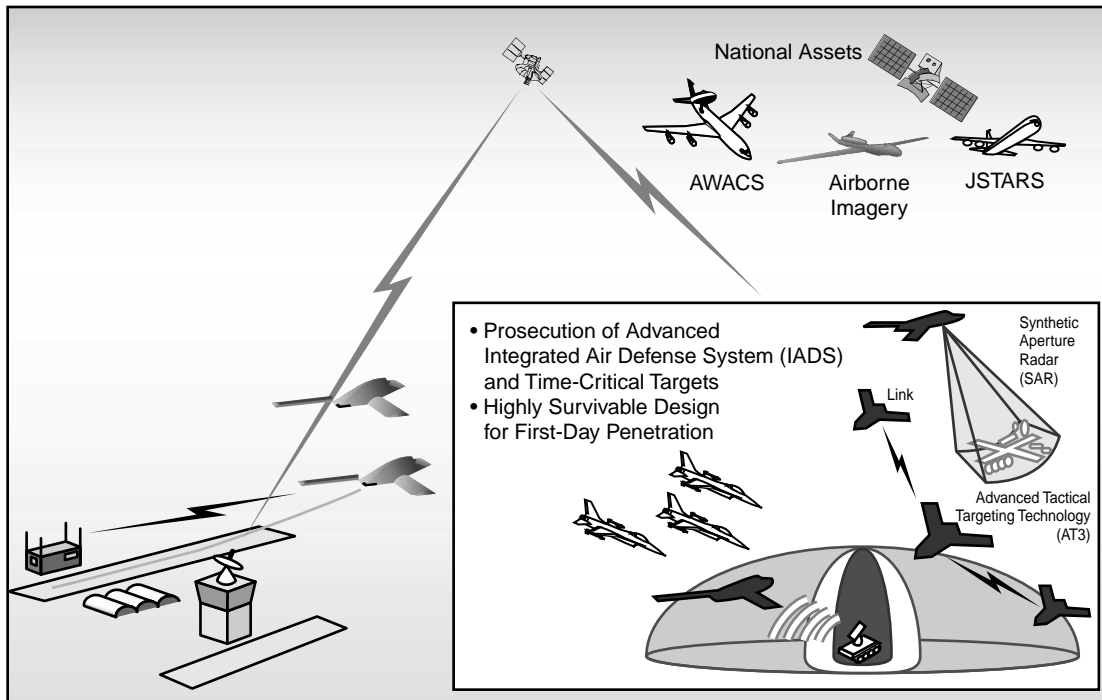 National Assets
AWACS
Airborne
Imagery
JSTARS
• Prosecution of Advanced
Integrated Air Defense System (IADS)
and Time-Critical Targets
• Highly Survivable Design
for First-Day Penetration
Synthetic
Aperture
Radar
(SAR)
Link
Advanced Tactical
Targeting Technology
(AT3)